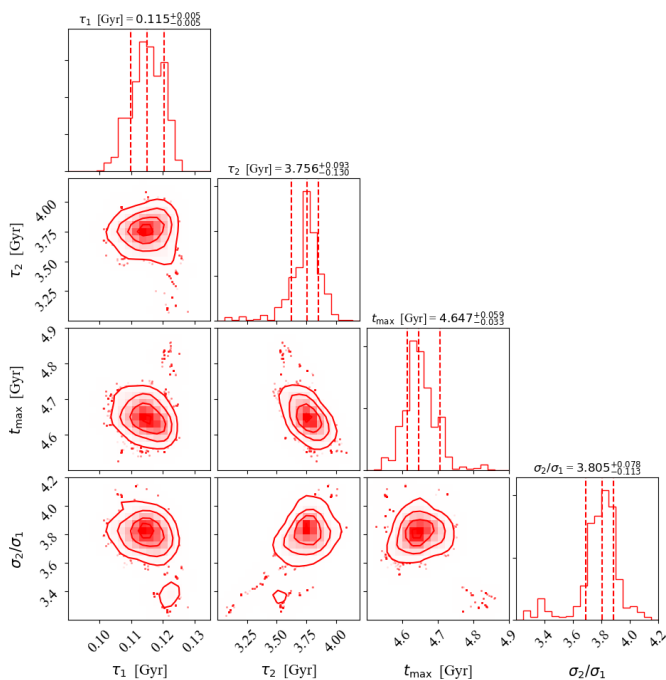 τ₁ [Gyr] = 0.115⁺⁰·⁰⁰⁵₋₀.₀₀₅
τ₂ [Gyr] = 3.756⁺⁰·⁰⁹³₋₀.₁₃₀
4.00
3.75
3.50
3.25
τ₂ [Gyr]
t_max [Gyr] = 4.647⁺⁰·⁰⁵⁹₋₀.₀₃₃
4.9
4.8
4.7
4.6
t_max [Gyr]
σ₂/σ₁ = 3.805⁺⁰·⁰⁷⁸₋₀.₁₁₃
4.2
4.0
3.8
3.6
3.4
σ₂/σ₁
0.10 0.11 0.12 0.13
3.25 3.50 3.75 4.00
4.6 4.7 4.8 4.9
3.4 3.6 3.8 4.0 4.2
τ₁ [Gyr]
τ₂ [Gyr]
t_max [Gyr]
σ₂/σ₁